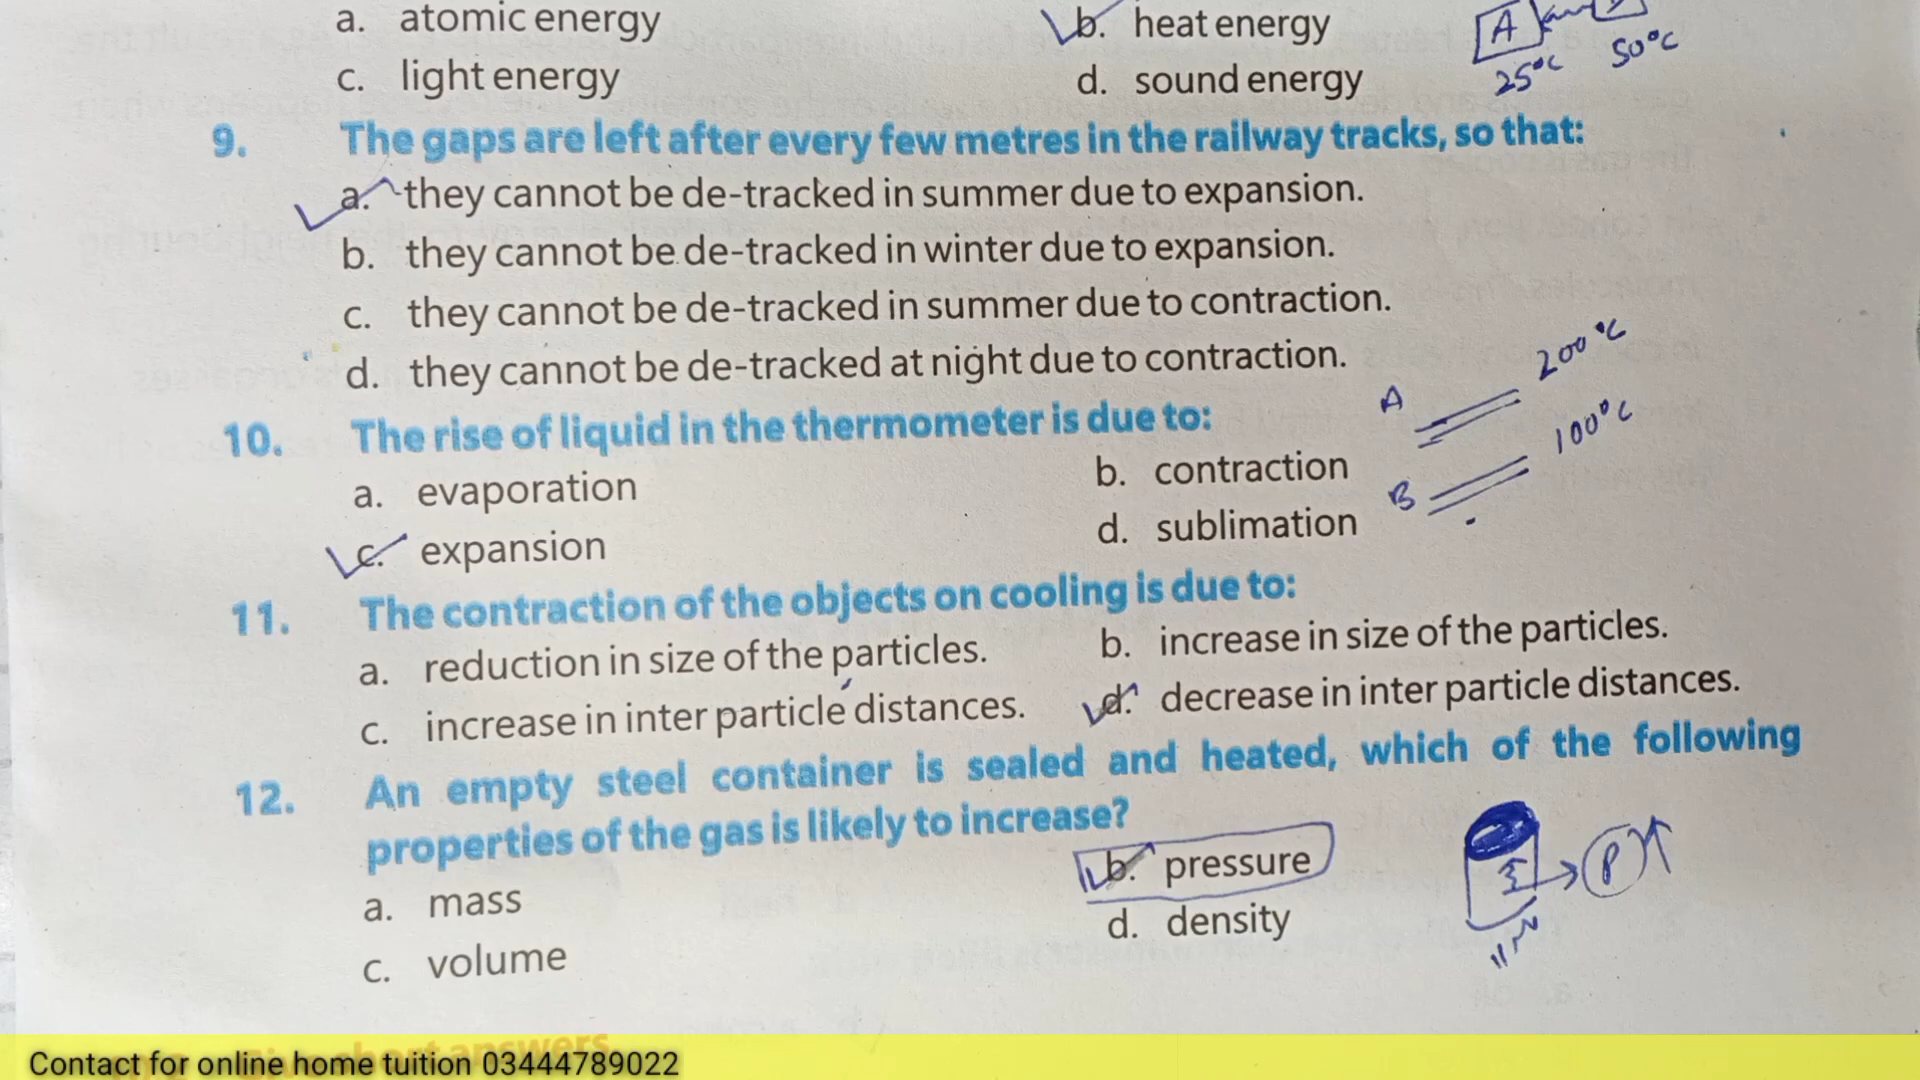 a. atomic energy b. heat energy
c. light energy d. sound energy
A
25°C 50°C
9. The gaps are left after every few metres in the railway tracks, so that:
a. they cannot be de-tracked in summer due to expansion.
b. they cannot be de-tracked in winter due to expansion.
c. they cannot be de-tracked in summer due to contraction.
d. they cannot be de-tracked at night due to contraction.
A 200°C
B 100°C
10. The rise of liquid in the thermometer is due to:
a. evaporation b. contraction
c. expansion d. sublimation
11. The contraction of the objects on cooling is due to:
a. reduction in size of the particles. b. increase in size of the particles.
c. increase in inter particle distances. d. decrease in inter particle distances.
12. An empty steel container is sealed and heated, which of the following
properties of the gas is likely to increase?
a. mass b. pressure
c. volume d. density
P
Contact for online home tuition 03444789022